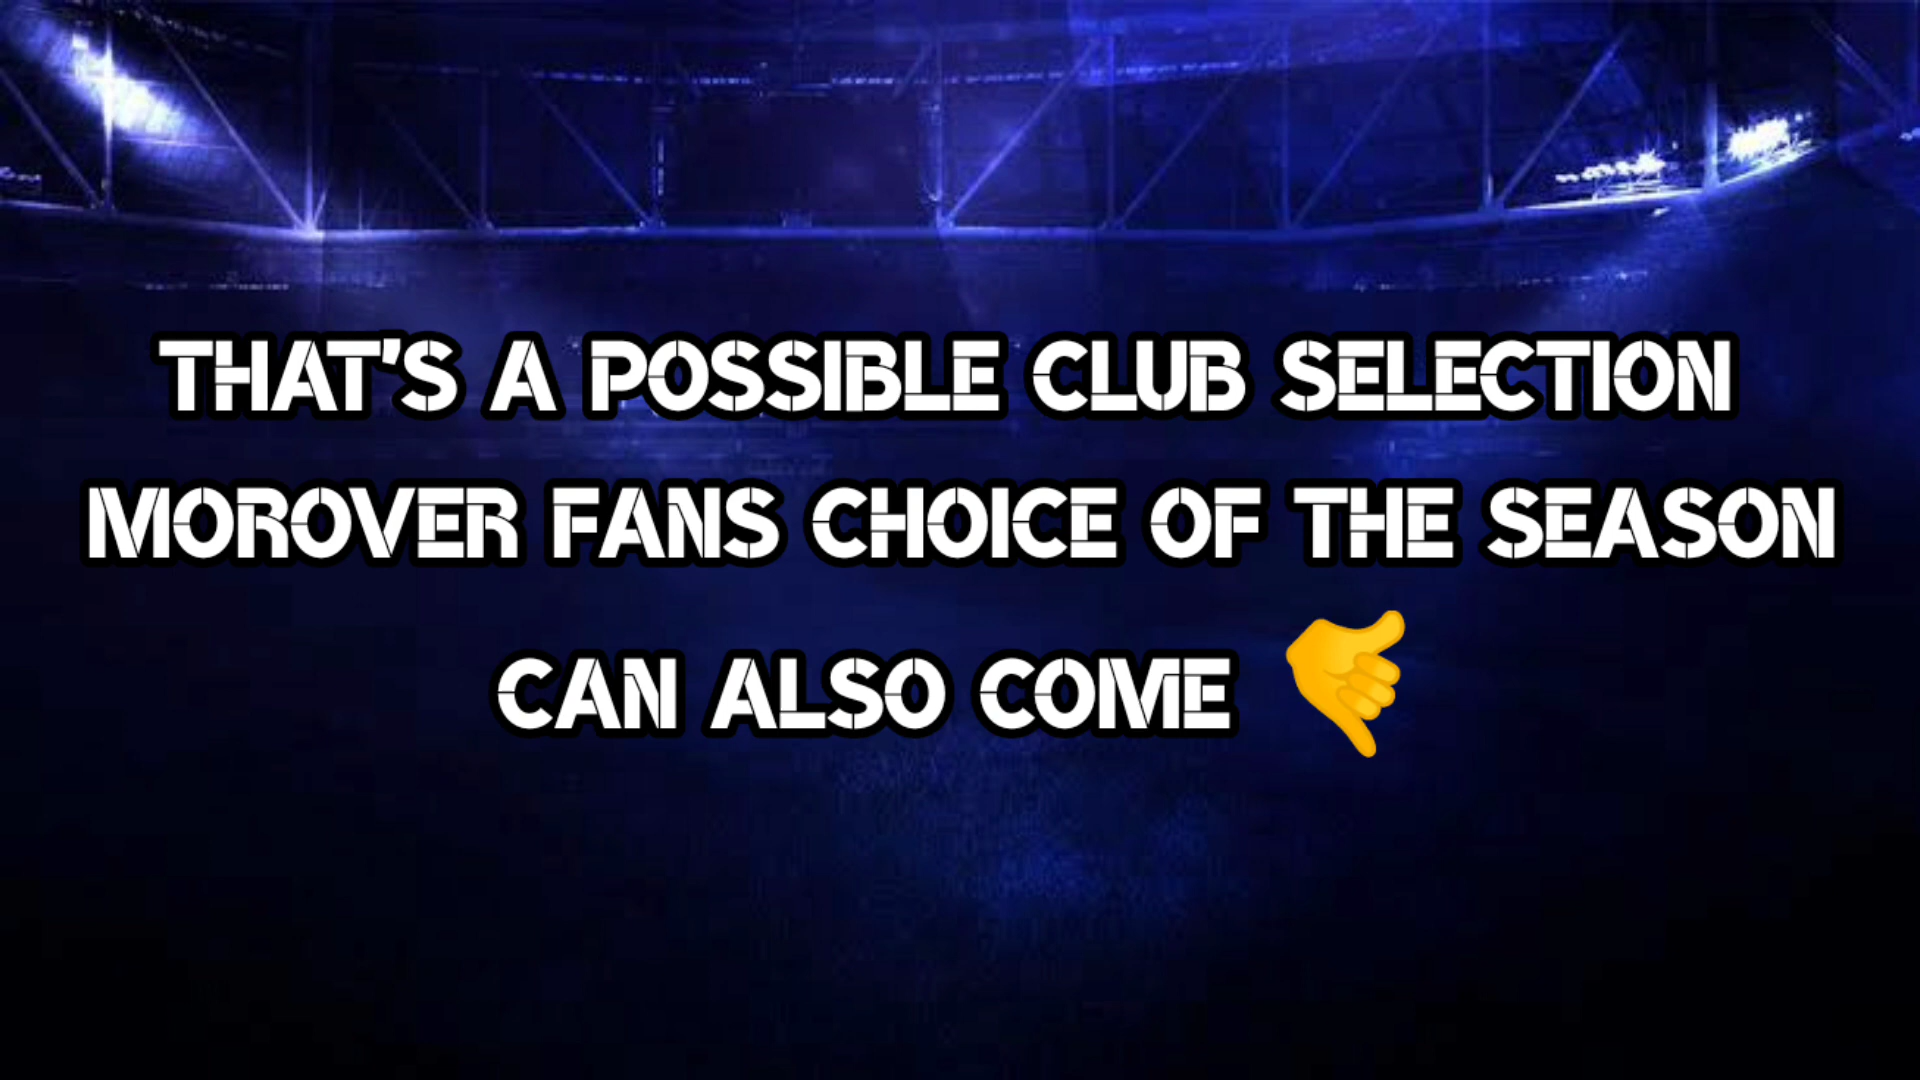 THAT'S A POSSIBLE CLUB SELECTION
MOROVER FANS CHOICE OF THE SEASON
CAN ALSO COME 🤙